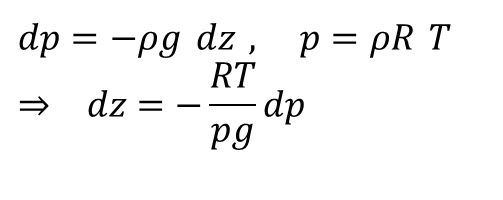 dp = −ρg dz , p = ρR T
⇒ dz = − RT/pg dp